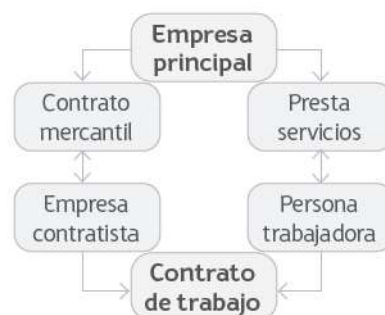 Empresa
principal
Contrato
mercantil
Presta
servicios
Empresa
contratista
Persona
trabajadora
Contrato
de trabajo